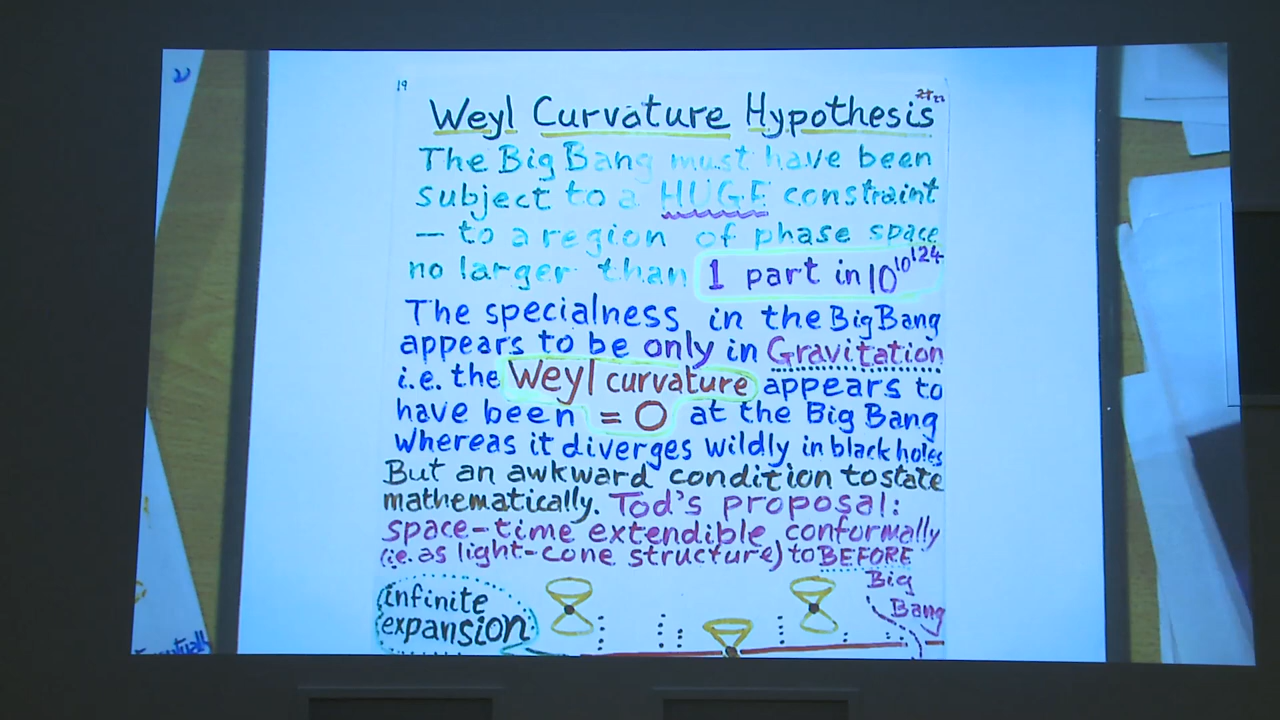 19
22
Weyl Curvature Hypothesis
The Big Bang must have been
subject to a HUGE constraint
— to a region of phase space
no larger than 1 part in 10^10^124
The specialness in the Big Bang
appears to be only in Gravitation
i.e. the Weyl curvature appears to
have been = 0 at the Big Bang
whereas it diverges wildly in black holes
But an awkward condition to state
mathematically. Tod's proposal:
space-time extendible conformally
(i.e. as light-cone structure) to BEFORE
Big
Bang
infinite
expansion